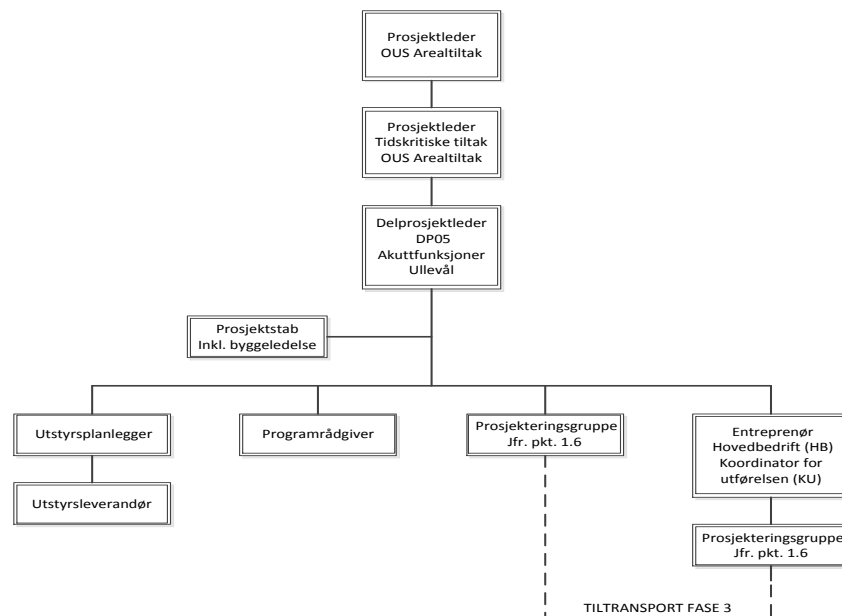 Prosjektleder
OUS Arealtiltak
Prosjektleder
Tidskritiske tiltak
OUS Arealtiltak
Delprosjektleder
DP05
Akuttfunksjoner
Ullevål
Prosjektstab
Inkl. byggeledelse
Utstyrsplanlegger
Programrådgiver
Prosjekteringsgruppe
Jfr. pkt. 1.6
Entreprenør
Hovedbedrift (HB)
Koordinator for
utførelsen (KU)
Utstyrsleverandør
Prosjekteringsgruppe
Jfr. pkt. 1.6
TILTRANSPORT FASE 3